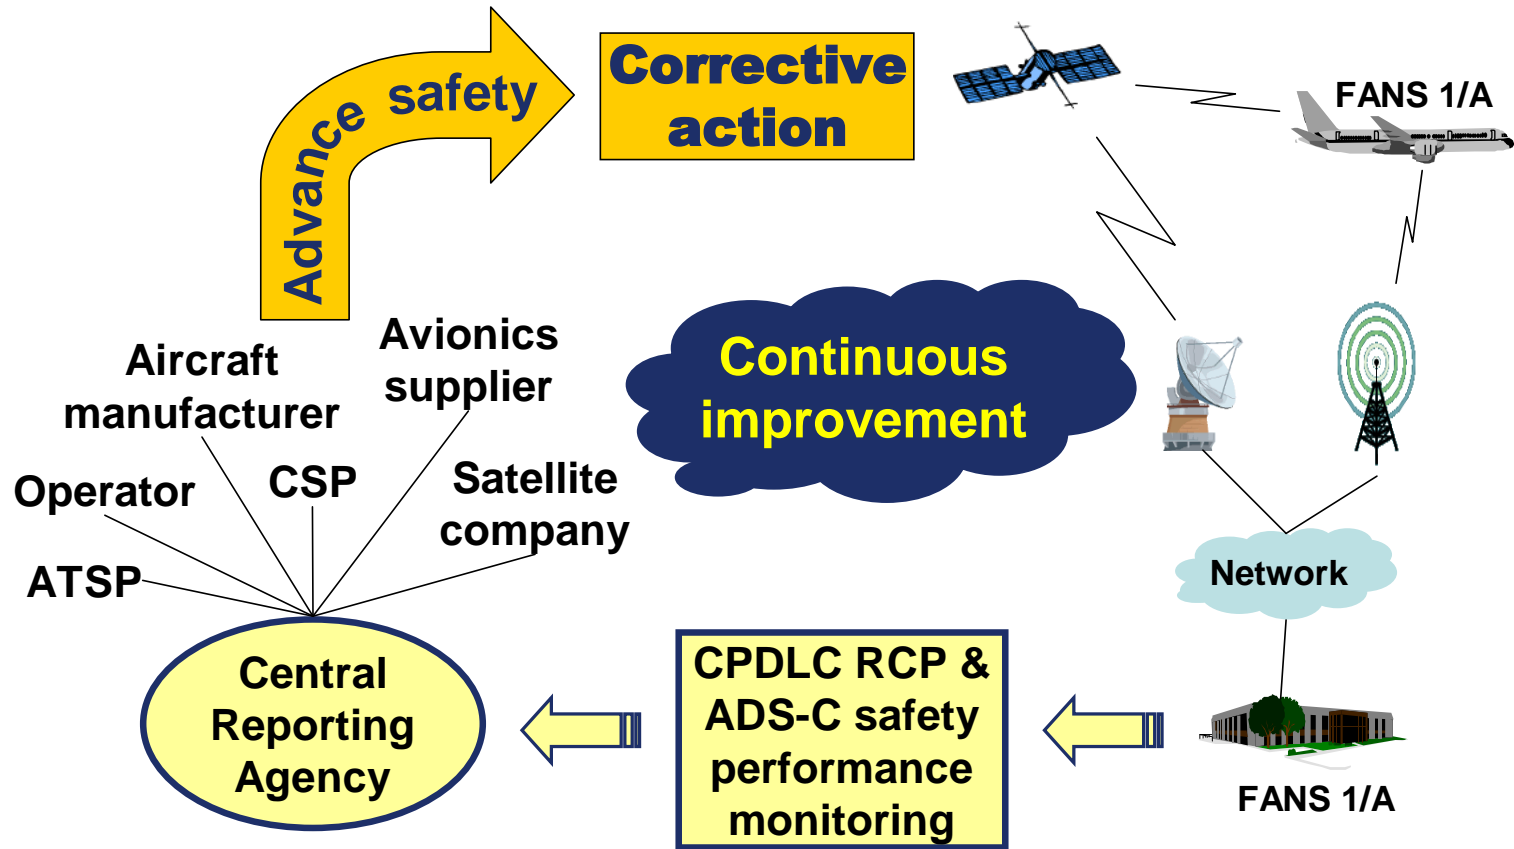 Advance safety
Corrective
action
FANS 1/A
Continuous
improvement
Aircraft
manufacturer
Avionics
supplier
Operator
CSP
Satellite
company
ATSP
Network
Central
Reporting
Agency
CPDLC RCP &
ADS-C safety
performance
monitoring
FANS 1/A